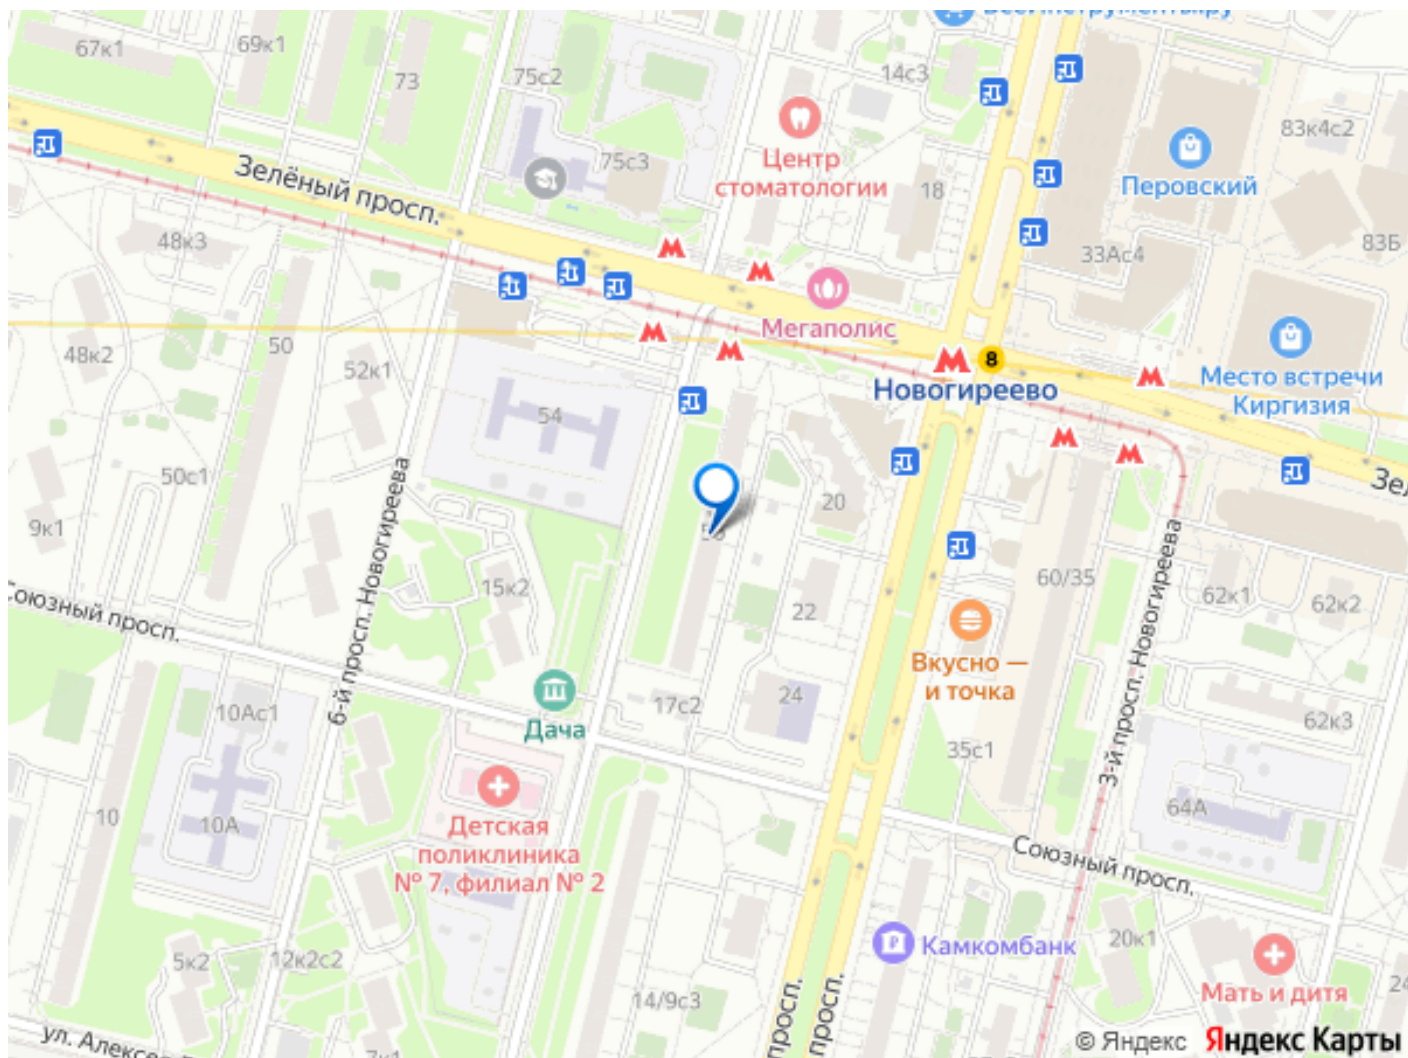 67к1
69к1
73
75с2
14с3
83к4с2
Центр
стоматологии
75с3
Перовский
18
Зелёный просп.
48к3
33Ас4
83Б
Мегаполис
8
Новогиреево
Место встречи
Киргизия
50
48к2
52к1
54
50с1
9к1
20
6-й просп. Новогиреева
15к2
22
60/35
62к1
62к2
3-й просп. Новогиреева
Союзный просп.
Вкусно —
и точка
Дача
17с2
24
10Ас1
62к3
35с1
10
10А
64А
Детская
поликлиника
№ 7, филиал № 2
Союзный просп.
Камкомбанк
20к1
5к2
12к2с2
Мать и дитя
14/9с3
просп.
просп.
© Яндекс
Яндекс Карты